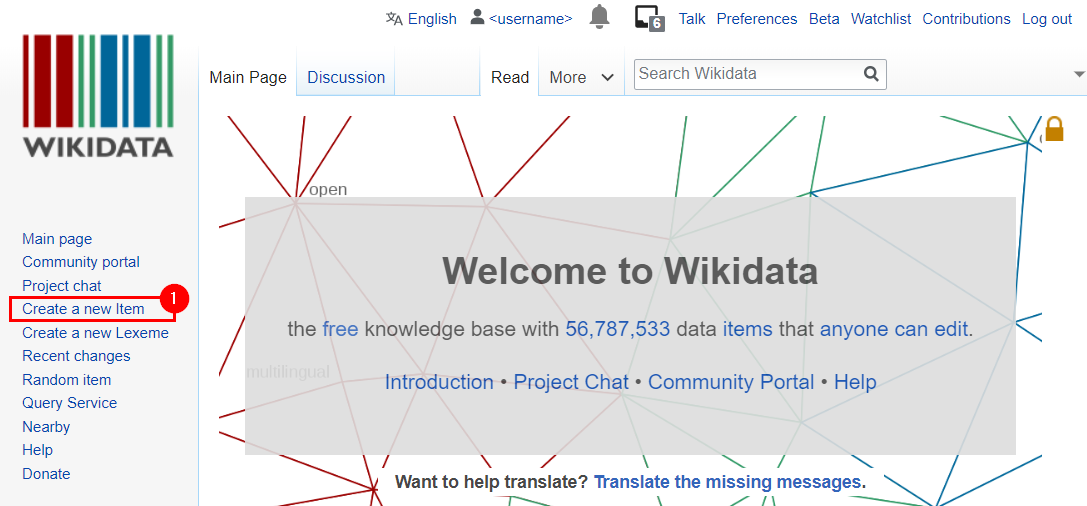 English <username> 6 Talk Preferences Beta Watchlist Contributions Log out
WIKIDATA
Main Page Discussion Read More Search Wikidata
open
Main page
Community portal
Project chat
Create a new Item 1
Create a new Lexeme
Recent changes
Random item
Query Service
Nearby
Help
Donate
Welcome to Wikidata
the free knowledge base with 56,787,533 data items that anyone can edit.
multilingual
Introduction • Project Chat • Community Portal • Help
Want to help translate? Translate the missing messages.